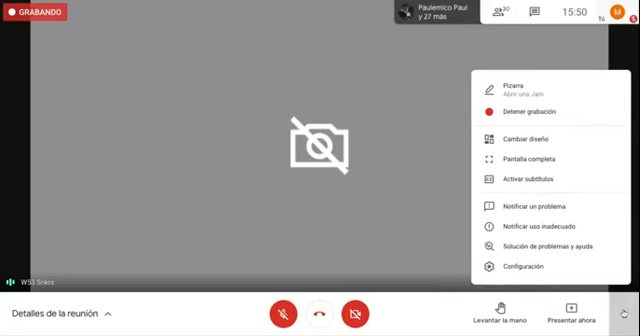 GRABANDO
Paulemico Paul
y 27 más
30
15:50
Tú
M
Pizarra
Abrir una Jam
Detener grabación
Cambiar diseño
Pantalla completa
Activar subtítulos
Notificar un problema
Notificar uso inadecuado
Solución de problemas y ayuda
Configuración
W53 Snkrs
Detalles de la reunión
Levantar la mano
Presentar ahora